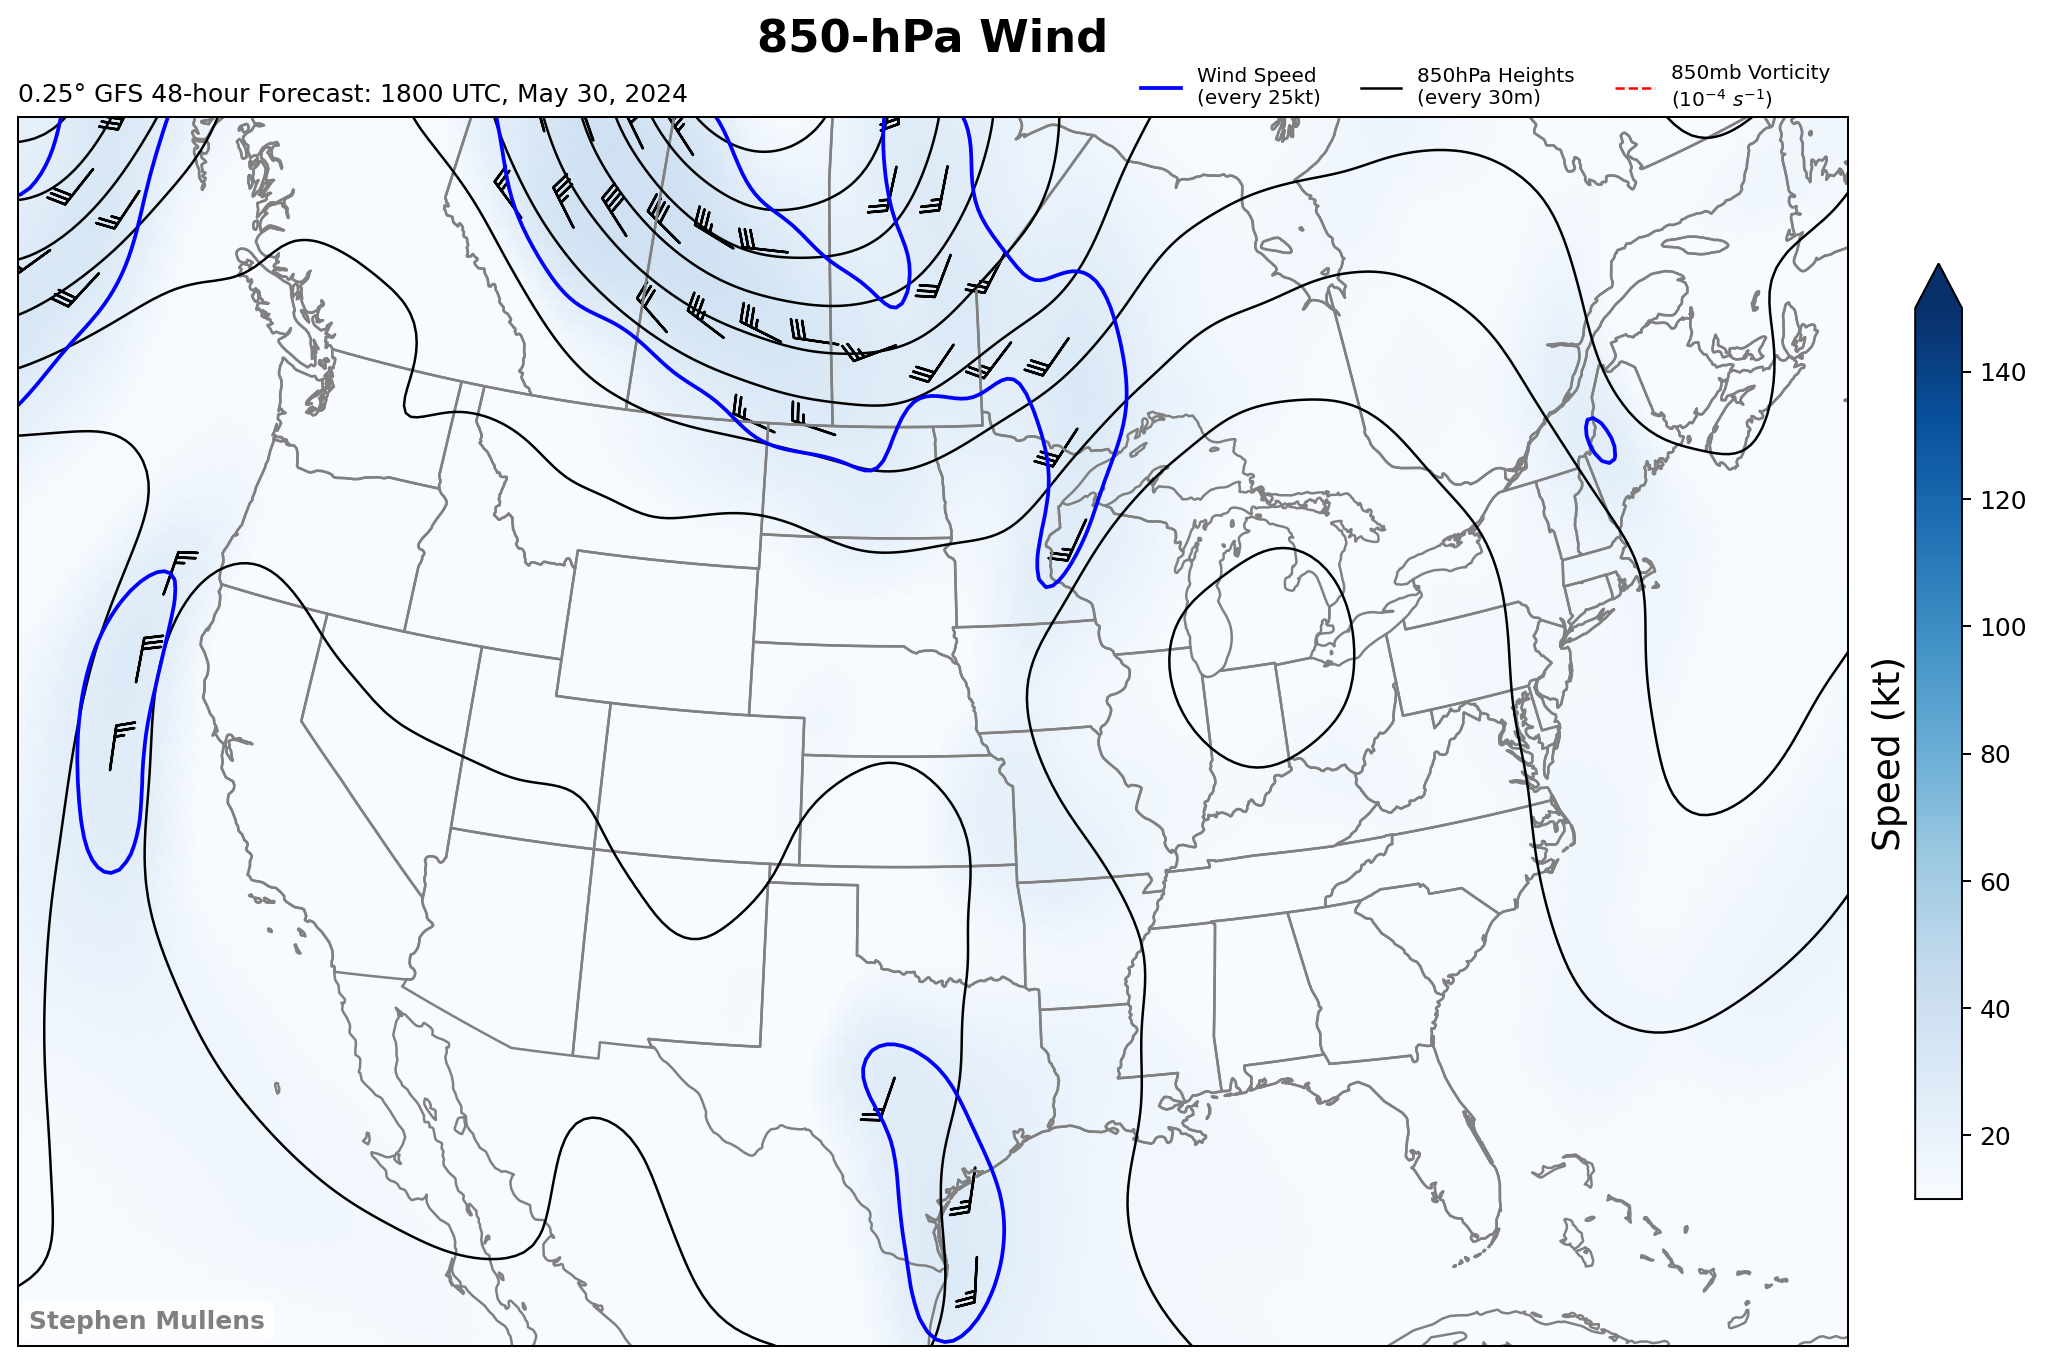 850-hPa Wind
0.25° GFS 48-hour Forecast: 1800 UTC, May 30, 2024
Wind Speed
(every 25kt)
850hPa Heights
(every 30m)
850mb Vorticity
(10⁻⁴ s⁻¹)
140
120
100
80
60
40
20
Speed (kt)
Stephen Mullens